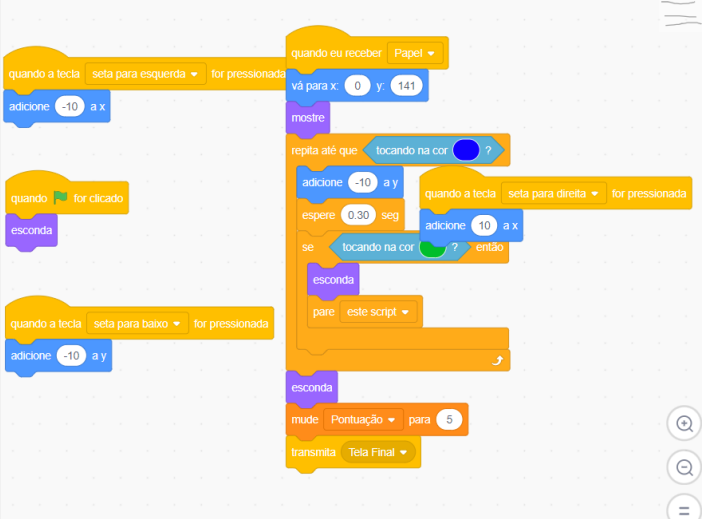 quando a tecla seta para esquerda for pressionada
adicione -10 a x
quando for clicado
esconda
quando a tecla seta para baixo for pressionada
adicione -10 a y
quando eu receber Papel
vá para x: 0 y: 141
mostre
repita até que tocando na cor ?
adicione -10 a y
espere 0.30 seg
se tocando na cor ? então
esconda
pare este script
esconda
mude Pontuação para 5
transmita Tela Final
quando a tecla seta para direita for pressionada
adicione 10 a x